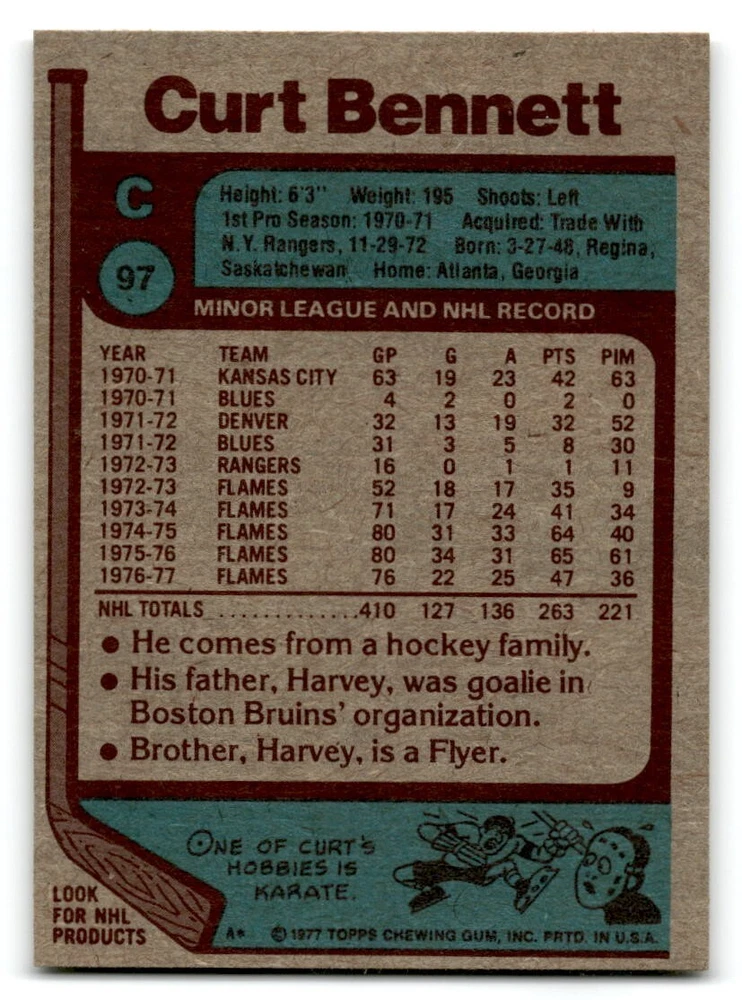 Curt Bennett
C
97
Height: 6'3" Weight: 195 Shoots: Left
1st Pro Season: 1970-71 Acquired: Trade With
N.Y. Rangers, 11-29-72 Born: 3-27-48, Regina,
Saskatchewan Home: Atlanta, Georgia
MINOR LEAGUE AND NHL RECORD
YEAR TEAM GP G A PTS PIM
1970-71 KANSAS CITY 63 19 23 42 63
1970-71 BLUES 4 2 0 2 0
1971-72 DENVER 32 13 19 32 52
1971-72 BLUES 31 3 5 8 30
1972-73 RANGERS 16 0 1 1 11
1972-73 FLAMES 52 18 17 35 9
1973-74 FLAMES 71 17 24 41 34
1974-75 FLAMES 80 31 33 64 40
1975-76 FLAMES 80 34 31 65 61
1976-77 FLAMES 76 22 25 47 36
NHL TOTALS ..............410 127 136 263 221
● He comes from a hockey family.
● His father, Harvey, was goalie in
Boston Bruins' organization.
● Brother, Harvey, is a Flyer.
ONE OF CURT'S
HOBBIES IS
KARATE.
LOOK
FOR NHL
PRODUCTS
A* © 1977 TOPPS CHEWING GUM, INC. PRTD. IN U.S.A.